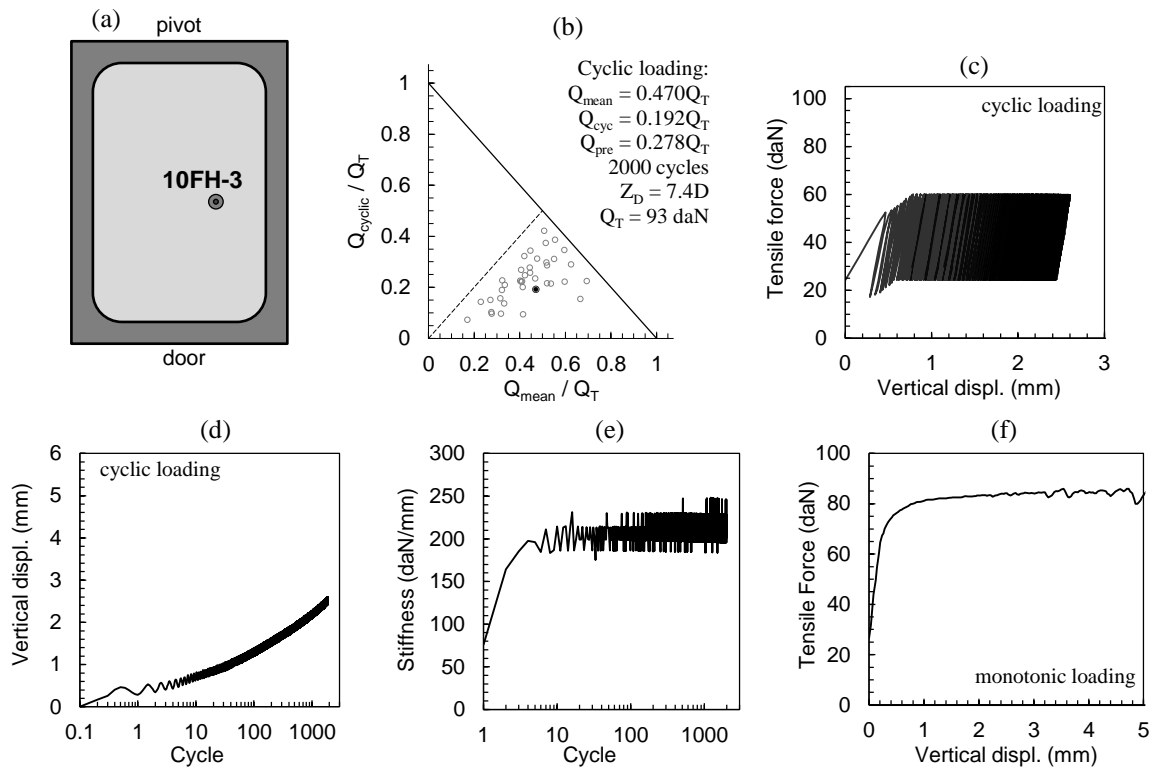 (a)
pivot
10FH-3
door
(b)
Cyclic loading:
Q_mean = 0.470Q_T
Q_cyc = 0.192Q_T
Q_pre = 0.278Q_T
2000 cycles
Z_D = 7.4D
Q_T = 93 daN
Q_cyclic / Q_T
1
0.8
0.6
0.4
0.2
0
0 0.2 0.4 0.6 0.8 1
Q_mean / Q_T
(c)
cyclic loading
Tensile force (daN)
100
80
60
40
20
0
0 1 2 3
Vertical displ. (mm)
(d)
cyclic loading
Vertical displ. (mm)
6
5
4
3
2
1
0
0.1 1 10 100 1000
Cycle
(e)
Stiffness (daN/mm)
300
250
200
150
100
50
0
1 10 100 1000
Cycle
(f)
Tensile Force (daN)
100
80
60
40
20
0
monotonic loading
0 1 2 3 4 5
Vertical displ. (mm)